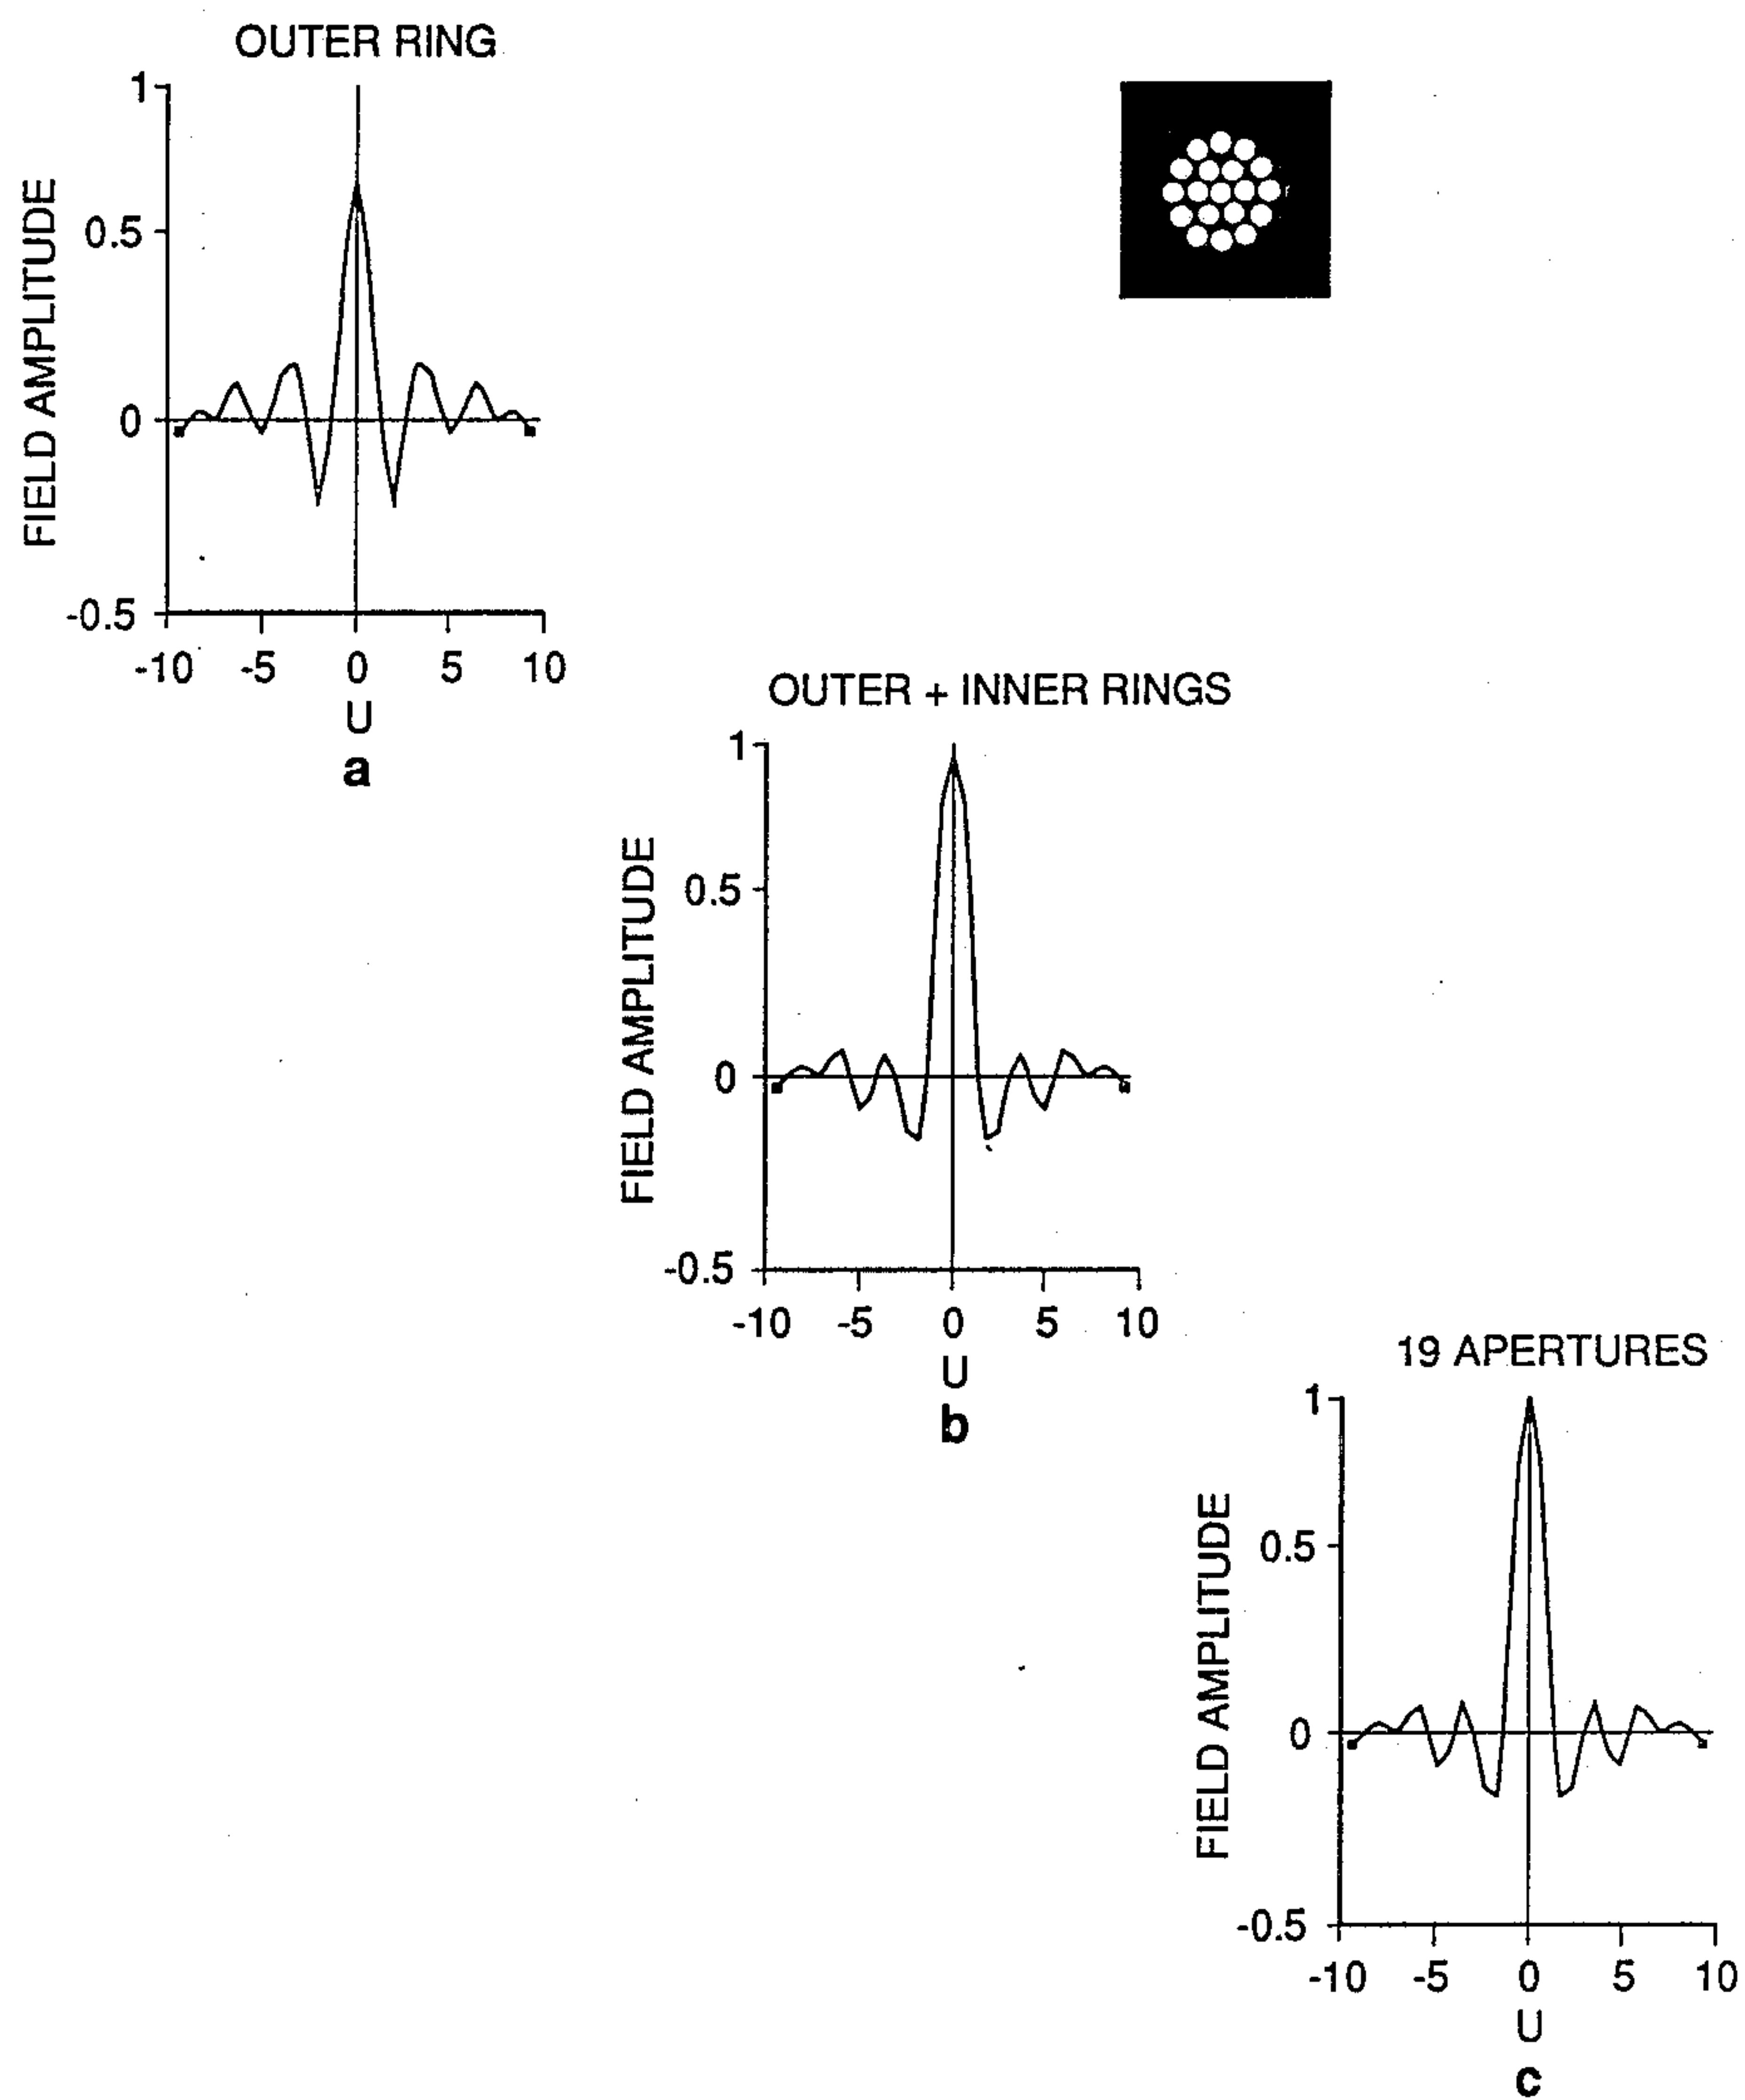 OUTER RING
1
0.5
0
-0.5
FIELD AMPLITUDE
-10 -5 0 5 10
U
a
OUTER + INNER RINGS
1
0.5
0
-0.5
FIELD AMPLITUDE
-10 -5 0 5 10
U
b
19 APERTURES
1
0.5
0
-0.5
FIELD AMPLITUDE
-10 -5 0 5 10
U
c